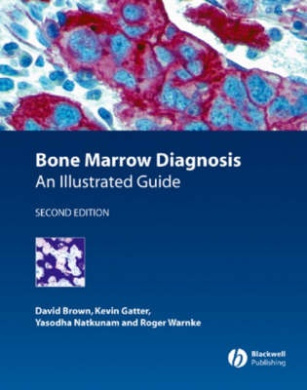 Bone Marrow Diagnosis
An Illustrated Guide
SECOND EDITION
David Brown, Kevin Gatter,
Yasodha Natkunam and Roger Warnke
Blackwell
Publishing